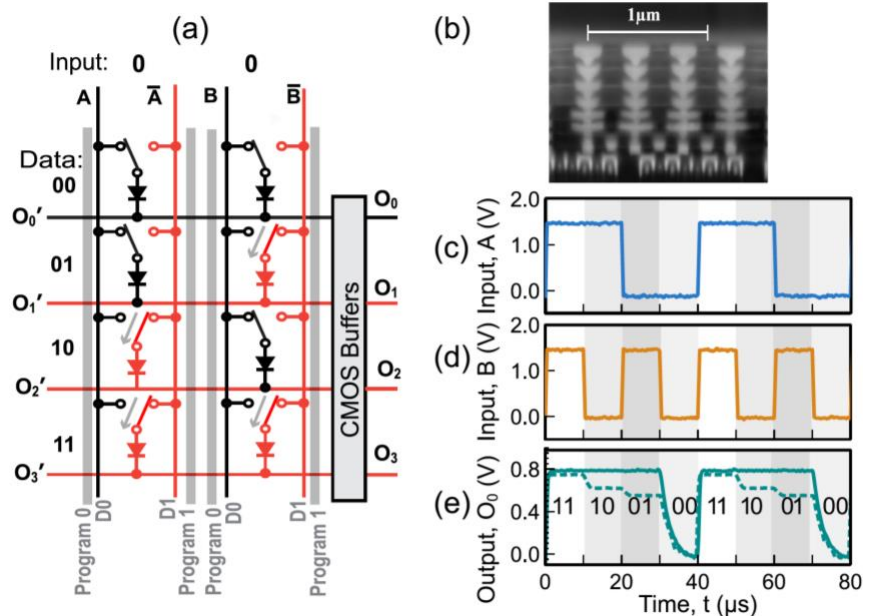 (a)
Input: 0 0
A A̅ B B̅
Data:
00
O₀′ O₀
01
O₁′ O₁
10
O₂′ O₂
11
O₃′ O₃
CMOS Buffers
Program 0
D0
D1
Program 1
Program 0
D0
D1
Program 1
(b)
1μm
(c)
Input, A (V)
2.0
1.0
0.0
(d)
Input, B (V)
2.0
1.0
0.0
(e)
Output, O₀ (V)
0.8
0.4
0.0
11 10 01 00 11 10 01 00
0 20 40 60 80
Time, t (μs)